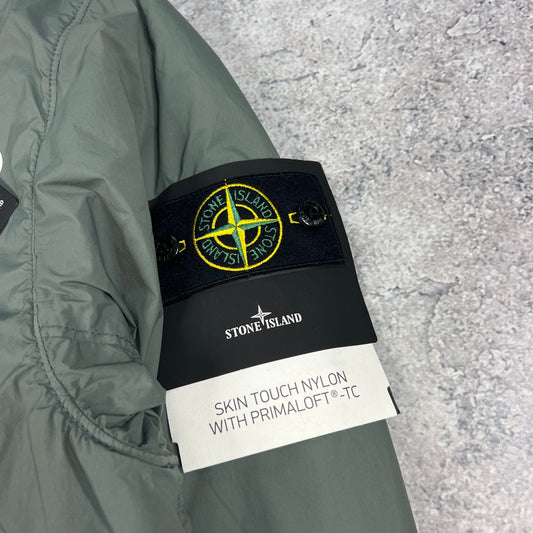 STONE ISLAND
STONE ISLAND
STONE ISLAND
SKIN TOUCH NYLON
WITH PRIMALOFT®-TC